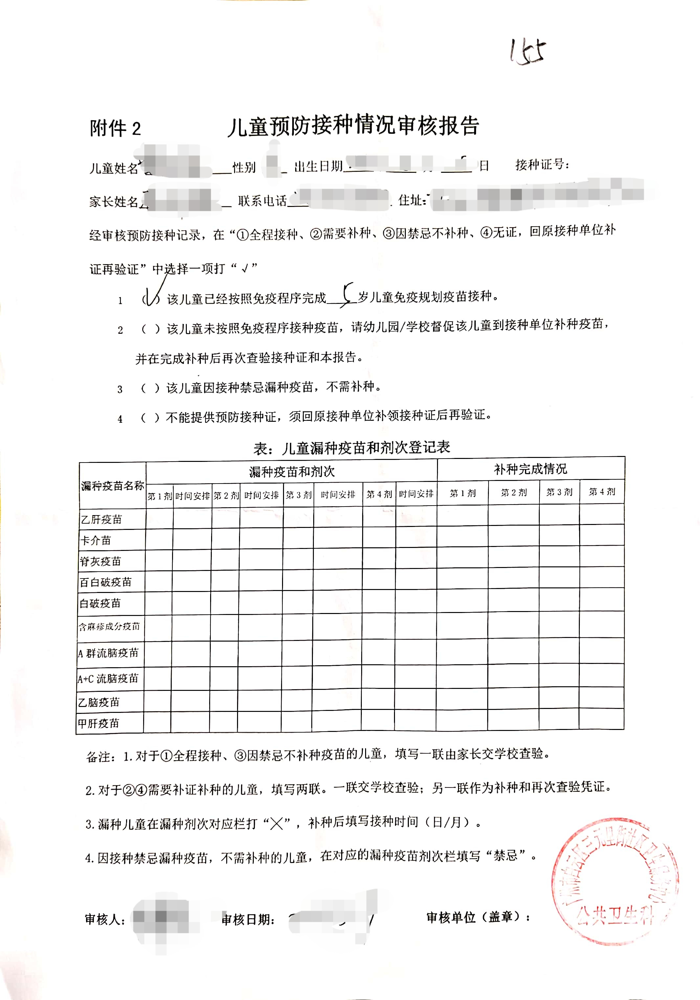 155
附件2 儿童预防接种情况审核报告
儿童姓名 性别 出生日期 日 接种证号：
家长姓名 联系电话 住址：
经审核预防接种记录，在“①全程接种、②需要补种、③因禁忌不补种、④无证，回原接种单位补
证再验证”中选择一项打“√”
1 （√）该儿童已经按照免疫程序完成 5 岁儿童免疫规划疫苗接种。
2 （ ）该儿童未按照免疫程序接种疫苗，请幼儿园/学校督促该儿童到接种单位补种疫苗，
并在完成补种后再次查验接种证和本报告。
3 （ ）该儿童因接种禁忌漏种疫苗，不需补种。
4 （ ）不能提供预防接种证，须回原接种单位补领接种证后再验证。
表：儿童漏种疫苗和剂次登记表
漏种疫苗名称 漏种疫苗和剂次 补种完成情况
第1剂 时间安排 第2剂 时间安排 第3剂 时间安排 第4剂 时间安排 第1剂 第2剂 第3剂 第4剂
乙肝疫苗
卡介苗
脊灰疫苗
百白破疫苗
白破疫苗
含麻疹成分疫苗
A群流脑疫苗
A+C流脑疫苗
乙脑疫苗
甲肝疫苗
备注：1.对于①全程接种、③因禁忌不补种疫苗的儿童，填写一联由家长交学校查验。
2.对于②④需要补证补种的儿童，填写两联。一联交学校查验；另一联作为补种和再次查验凭证。
3.漏种儿童在漏种剂次对应栏打“╳”，补种后填写接种时间（日/月）。
4.因接种禁忌漏种疫苗，不需补种的儿童，在对应的漏种疫苗剂次栏填写“禁忌”。
审核人： 审核日期： 审核单位（盖章）：
广州市白云区三元里街社区卫生服务中心
公共卫生科